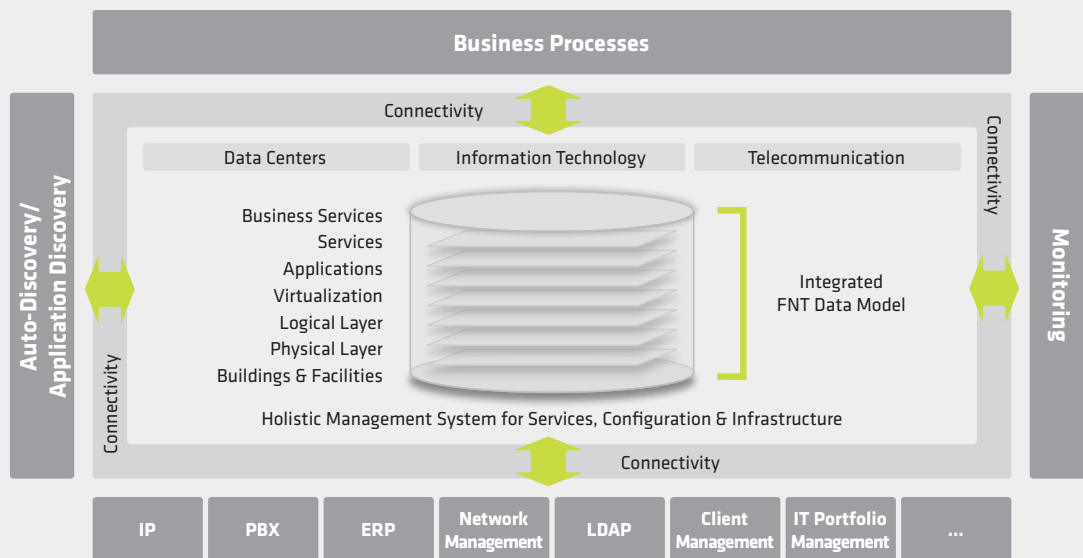 Business Processes
Connectivity
Connectivity
Data Centers
Information Technology
Telecommunication
Auto-Discovery/
Application Discovery
Business Services
Services
Applications
Virtualization
Logical Layer
Physical Layer
Buildings & Facilities
Integrated
FNT Data Model
Monitoring
Connectivity
Holistic Management System for Services, Configuration & Infrastructure
Connectivity
IP
PBX
ERP
Network
Management
LDAP
Client
Management
IT Portfolio
Management
...